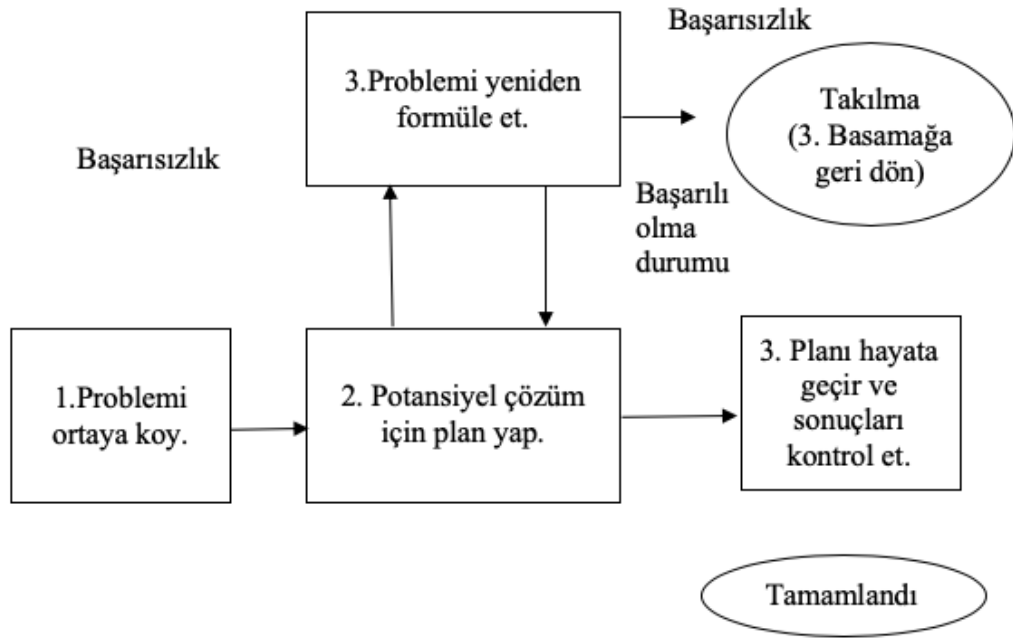 Başarısızlık
3.Problemi yeniden
formüle et.
Takılma
(3. Basamağa
geri dön)
Başarısızlık
Başarılı
olma
durumu
1.Problemi
ortaya koy.
2. Potansiyel çözüm
için plan yap.
3. Planı hayata
geçir ve
sonuçları
kontrol et.
Tamamlandı